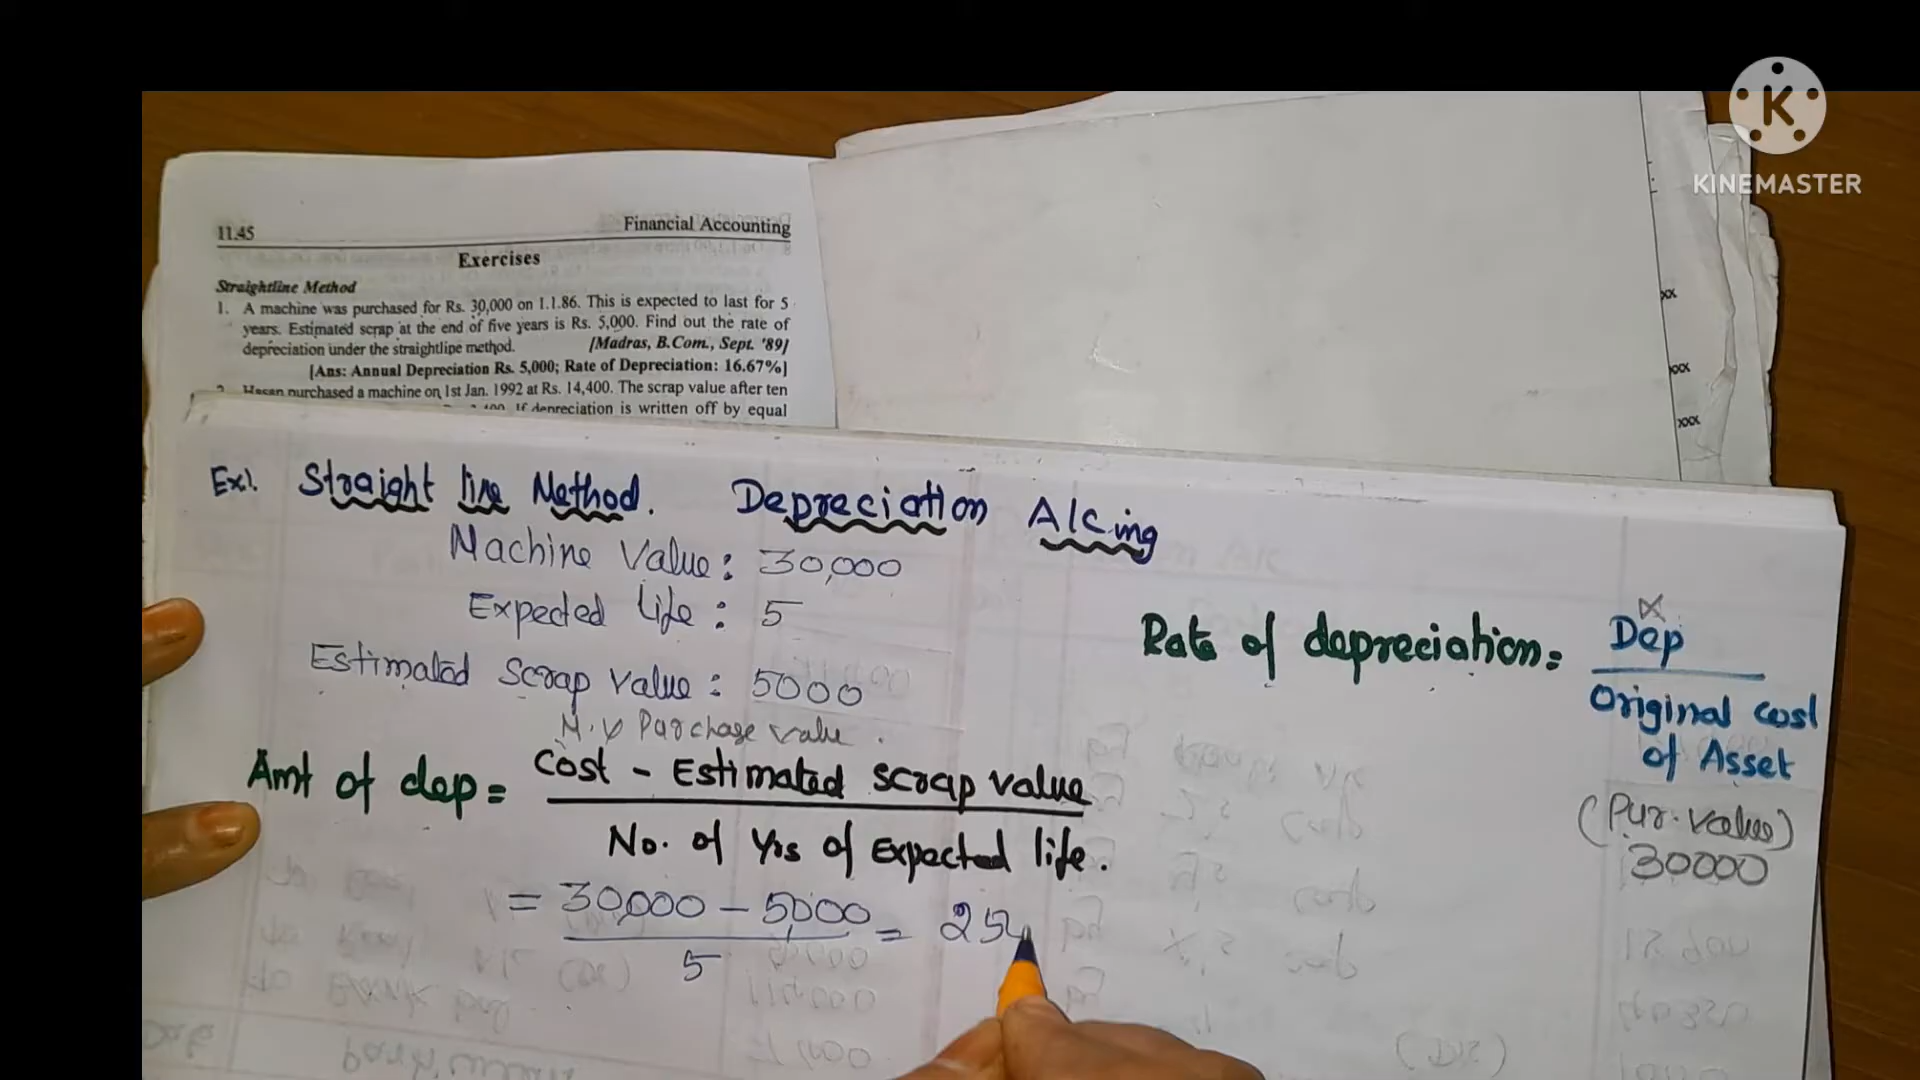 KINEMASTER
11.45 Financial Accounting
Exercises
Straightline Method
1. A machine was purchased for Rs. 30,000 on 1.1.86. This is expected to last for 5
years. Estimated scrap at the end of five years is Rs. 5,000. Find out the rate of
depreciation under the straightline method. [Madras, B.Com., Sept. '89]
[Ans: Annual Depreciation Rs. 5,000; Rate of Depreciation: 16.67%]
2. Hasan purchased a machine on 1st Jan. 1992 at Rs. 14,400. The scrap value after ten
If depreciation is written off by equal
xx
xxx
xxx
Ex1. Straight line Method. Depreciation A/cing
Machine Value: 30,000
Expected life: 5
Estimated Scrap Value: 5000
M.V Purchase value.
Amt of dep = Cost - Estimated scrap value
No. of Yrs of Expected life.
= 30,000 - 5,000 = 25
5
Rate of depreciation = Dep
Original cost
of Asset
(Pur. value)
30000